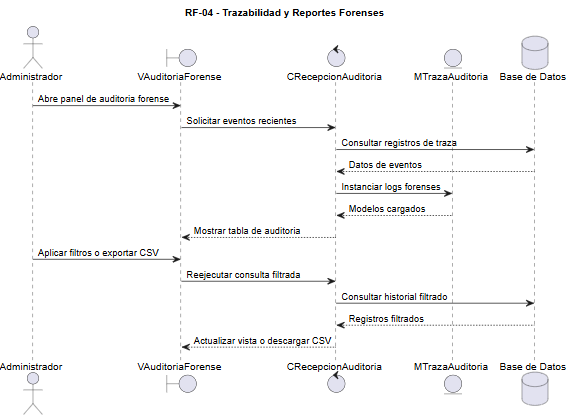 RF-04 - Trazabilidad y Reportes Forenses
Administrador VAuditoriaForense CRecepcionAuditoria MTrazaAuditoria Base de Datos
Abre panel de auditoria forense
Solicitar eventos recientes
Consultar registros de traza
Datos de eventos
Instanciar logs forenses
Modelos cargados
Mostrar tabla de auditoria
Aplicar filtros o exportar CSV
Reejecutar consulta filtrada
Consultar historial filtrado
Registros filtrados
Actualizar vista o descargar CSV
Administrador VAuditoriaForense CRecepcionAuditoria MTrazaAuditoria Base de Datos